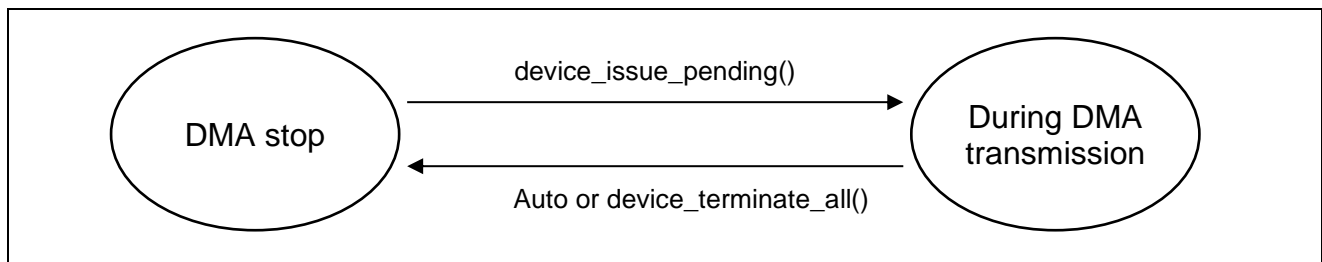 device_issue_pending()
DMA stop
During DMA
transmission
Auto or device_terminate_all()